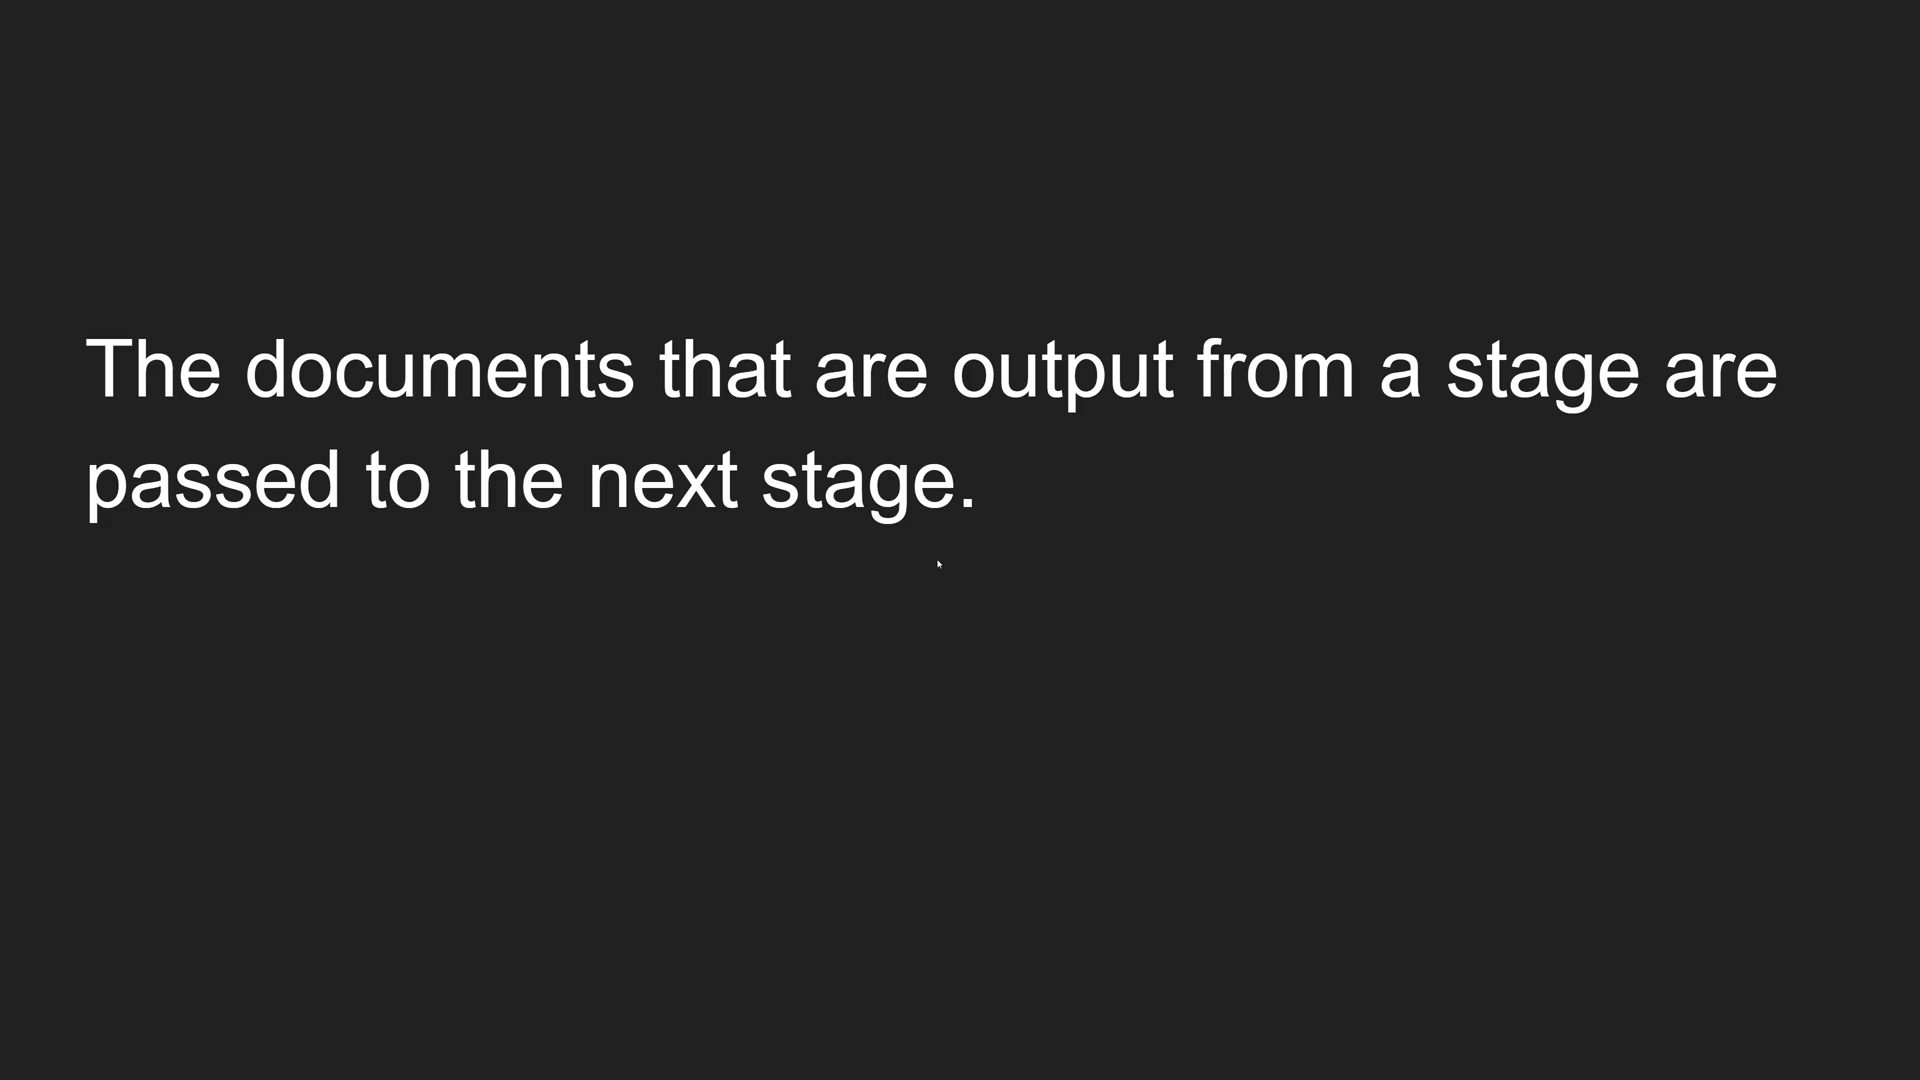 The documents that are output from a stage are
passed to the next stage.